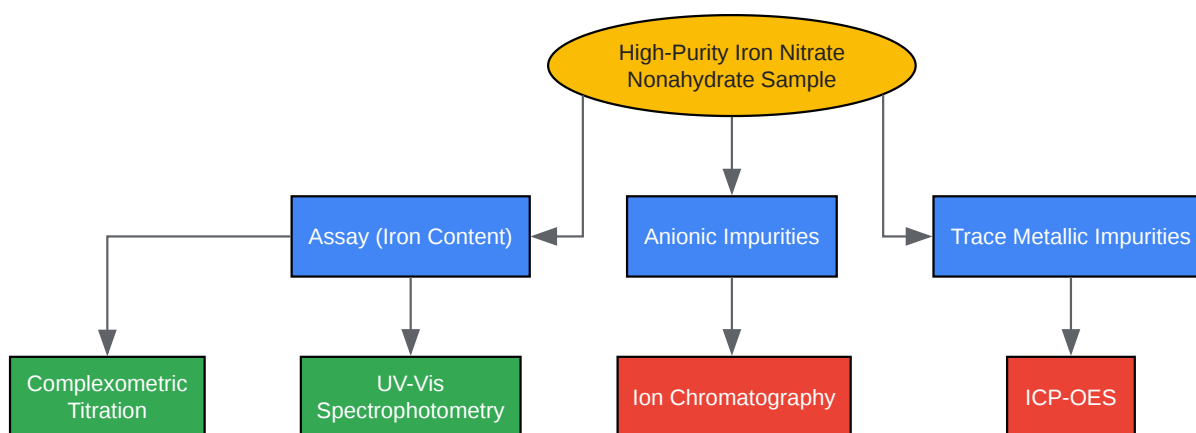 High-Purity Iron Nitrate
Nonahydrate Sample
Assay (Iron Content)
Anionic Impurities
Trace Metallic Impurities
Complexometric
Titration
UV-Vis
Spectrophotometry
Ion Chromatography
ICP-OES